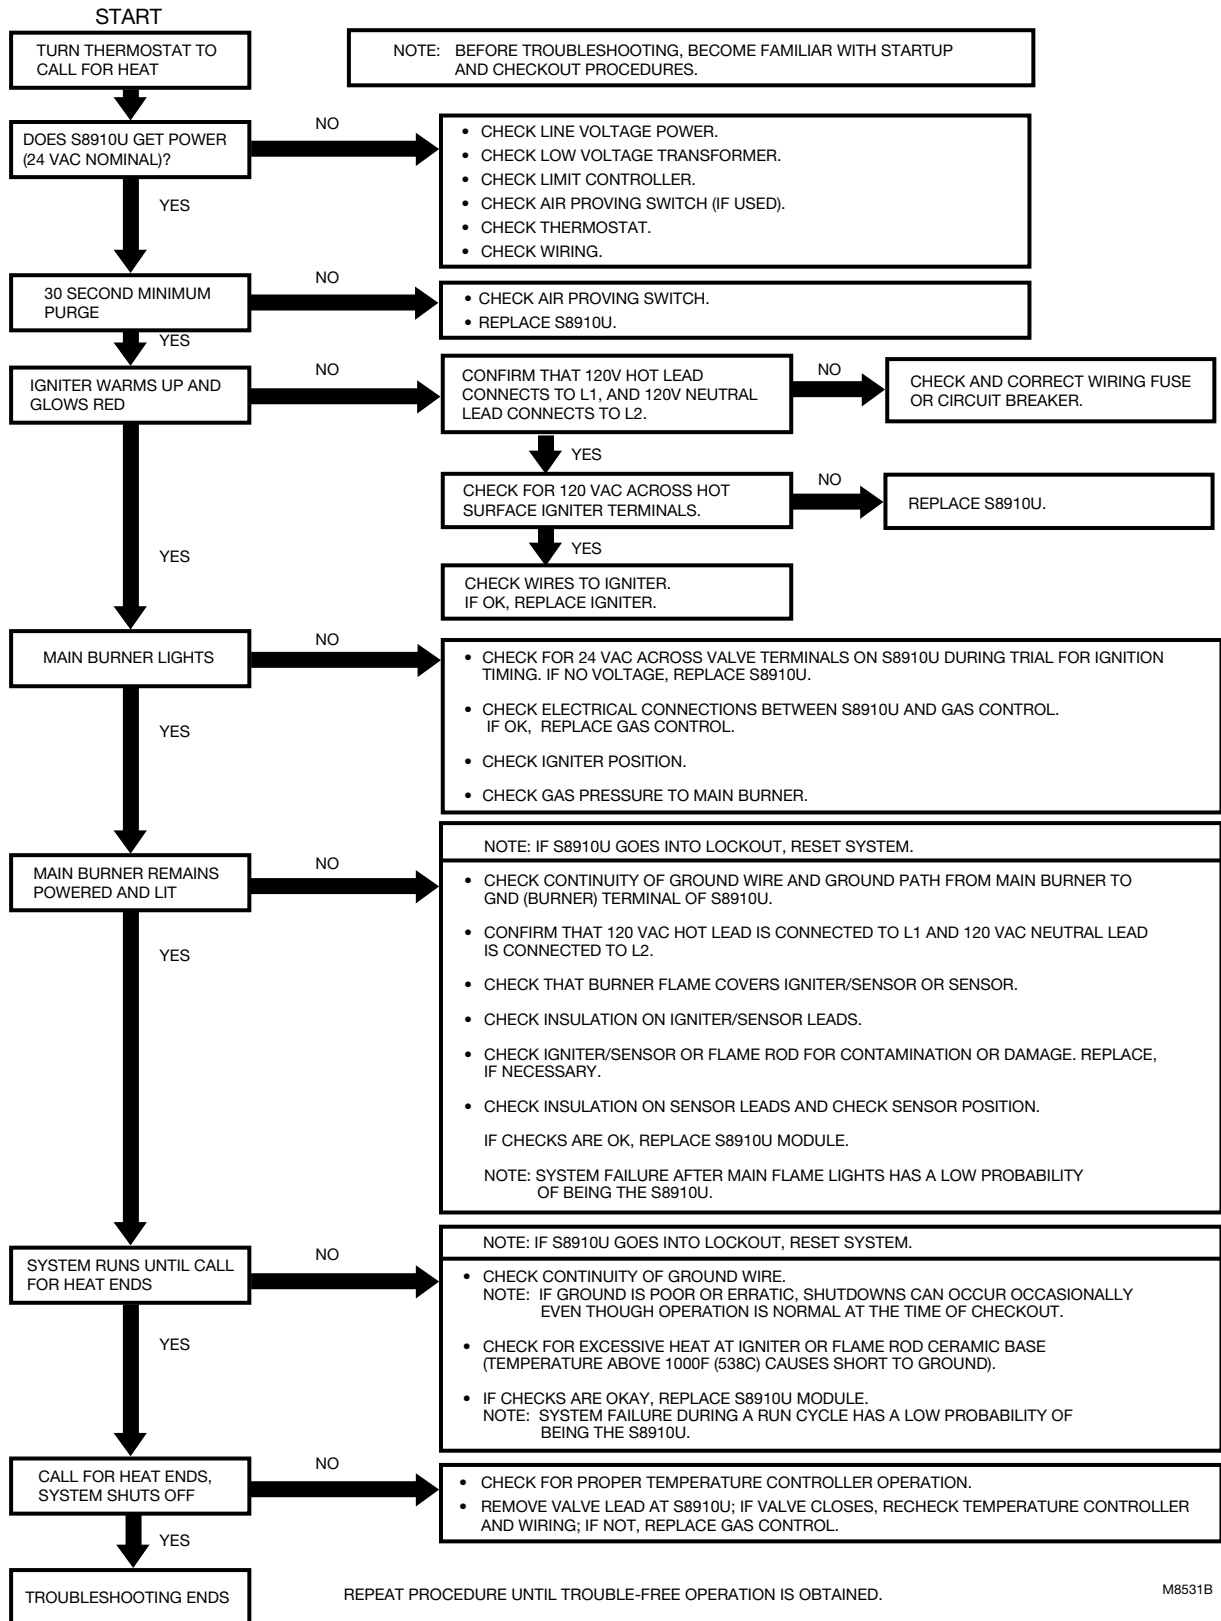 START
TURN THERMOSTAT TO
CALL FOR HEAT
NOTE: BEFORE TROUBLESHOOTING, BECOME FAMILIAR WITH STARTUP
AND CHECKOUT PROCEDURES.
DOES S8910U GET POWER
(24 VAC NOMINAL)?
NO
• CHECK LINE VOLTAGE POWER.
• CHECK LOW VOLTAGE TRANSFORMER.
• CHECK LIMIT CONTROLLER.
• CHECK AIR PROVING SWITCH (IF USED).
• CHECK THERMOSTAT.
• CHECK WIRING.
YES
30 SECOND MINIMUM
PURGE
NO
• CHECK AIR PROVING SWITCH.
• REPLACE S8910U.
YES
IGNITER WARMS UP AND
GLOWS RED
NO
CONFIRM THAT 120V HOT LEAD
CONNECTS TO L1, AND 120V NEUTRAL
LEAD CONNECTS TO L2.
NO
CHECK AND CORRECT WIRING FUSE
OR CIRCUIT BREAKER.
YES
CHECK FOR 120 VAC ACROSS HOT
SURFACE IGNITER TERMINALS.
NO
REPLACE S8910U.
YES
CHECK WIRES TO IGNITER.
IF OK, REPLACE IGNITER.
YES
MAIN BURNER LIGHTS
NO
• CHECK FOR 24 VAC ACROSS VALVE TERMINALS ON S8910U DURING TRIAL FOR IGNITION
TIMING. IF NO VOLTAGE, REPLACE S8910U.
• CHECK ELECTRICAL CONNECTIONS BETWEEN S8910U AND GAS CONTROL.
IF OK, REPLACE GAS CONTROL.
• CHECK IGNITER POSITION.
• CHECK GAS PRESSURE TO MAIN BURNER.
YES
MAIN BURNER REMAINS
POWERED AND LIT
NO
NOTE: IF S8910U GOES INTO LOCKOUT, RESET SYSTEM.
• CHECK CONTINUITY OF GROUND WIRE AND GROUND PATH FROM MAIN BURNER TO
GND (BURNER) TERMINAL OF S8910U.
• CONFIRM THAT 120 VAC HOT LEAD IS CONNECTED TO L1 AND 120 VAC NEUTRAL LEAD
IS CONNECTED TO L2.
• CHECK THAT BURNER FLAME COVERS IGNITER/SENSOR OR SENSOR.
• CHECK INSULATION ON IGNITER/SENSOR LEADS.
• CHECK IGNITER/SENSOR OR FLAME ROD FOR CONTAMINATION OR DAMAGE. REPLACE,
IF NECESSARY.
• CHECK INSULATION ON SENSOR LEADS AND CHECK SENSOR POSITION.
IF CHECKS ARE OK, REPLACE S8910U MODULE.
NOTE: SYSTEM FAILURE AFTER MAIN FLAME LIGHTS HAS A LOW PROBABILITY
OF BEING THE S8910U.
YES
SYSTEM RUNS UNTIL CALL
FOR HEAT ENDS
NO
NOTE: IF S8910U GOES INTO LOCKOUT, RESET SYSTEM.
• CHECK CONTINUITY OF GROUND WIRE.
NOTE: IF GROUND IS POOR OR ERRATIC, SHUTDOWNS CAN OCCUR OCCASIONALLY
EVEN THOUGH OPERATION IS NORMAL AT THE TIME OF CHECKOUT.
• CHECK FOR EXCESSIVE HEAT AT IGNITER OR FLAME ROD CERAMIC BASE
(TEMPERATURE ABOVE 1000F (538C) CAUSES SHORT TO GROUND).
• IF CHECKS ARE OKAY, REPLACE S8910U MODULE.
NOTE: SYSTEM FAILURE DURING A RUN CYCLE HAS A LOW PROBABILITY OF
BEING THE S8910U.
YES
CALL FOR HEAT ENDS,
SYSTEM SHUTS OFF
NO
• CHECK FOR PROPER TEMPERATURE CONTROLLER OPERATION.
• REMOVE VALVE LEAD AT S8910U; IF VALVE CLOSES, RECHECK TEMPERATURE CONTROLLER
AND WIRING; IF NOT, REPLACE GAS CONTROL.
YES
TROUBLESHOOTING ENDS
REPEAT PROCEDURE UNTIL TROUBLE-FREE OPERATION IS OBTAINED.
M8531B